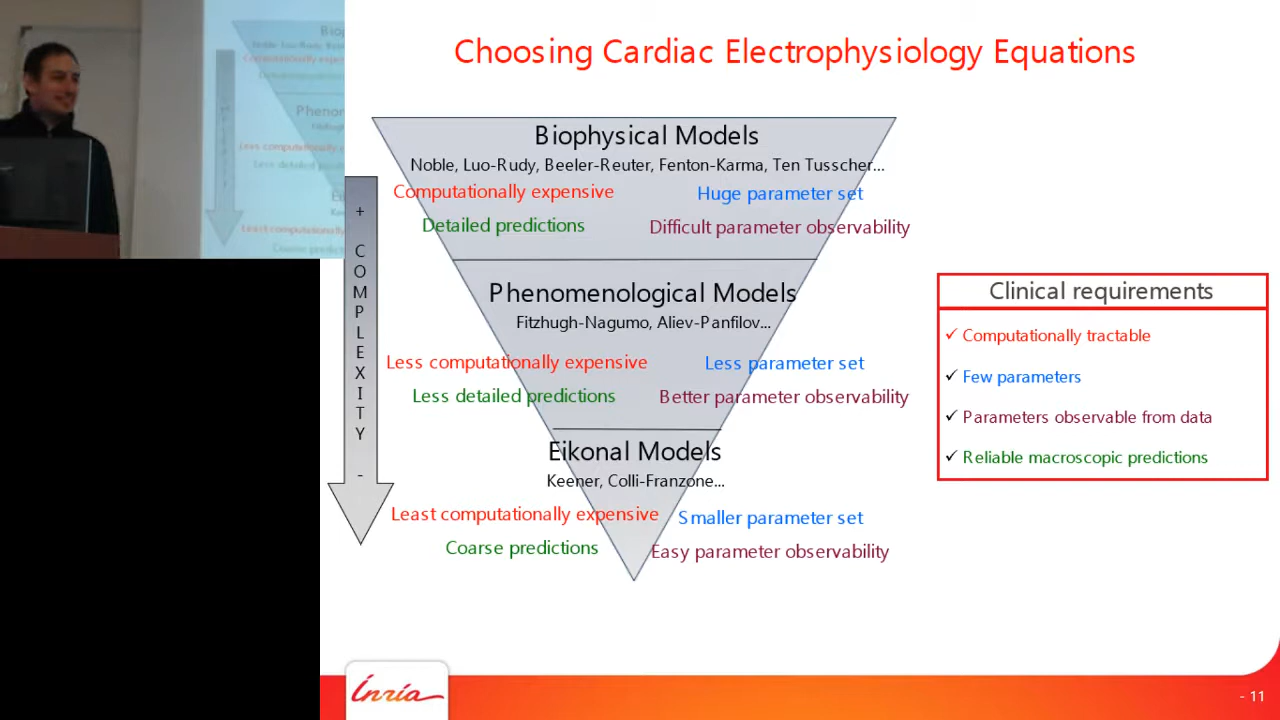 Choosing Cardiac Electrophysiology Equations
Biophysical Models
Noble, Luo-Rudy, Beeler-Reuter, Fenton-Karma, Ten Tusscher...
Computationally expensive
Huge parameter set
Detailed predictions
Difficult parameter observability
+ COMPLEXITY -
Phenomenological Models
Fitzhugh-Nagumo, Aliev-Panfilov...
Less computationally expensive
Less parameter set
Less detailed predictions
Better parameter observability
Eikonal Models
Keener, Colli-Franzone...
Least computationally expensive
Smaller parameter set
Coarse predictions
Easy parameter observability
Clinical requirements
✓ Computationally tractable
✓ Few parameters
✓ Parameters observable from data
✓ Reliable macroscopic predictions
Inria
- 11